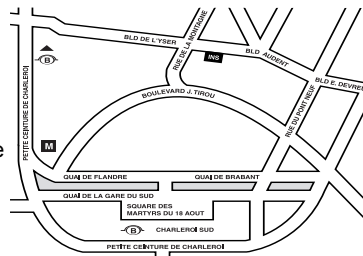 BLD DE L'YSER
RUE DE LA MONTAGNE
INS
BLD AUDENT
BLD E. DEVREU
B
PETITE CEINTURE DE CHARLEROI
BOULEVARD J. TIROU
RUE DU PONT NEUF
M
e
QUAI DE FLANDRE
QUAI DE BRABANT
QUAI DE LA GARE DU SUD
SQUARE DES
MARTYRS DU 18 AOUT
B
CHARLEROI SUD
PETITE CEINTURE DE CHARLEROI